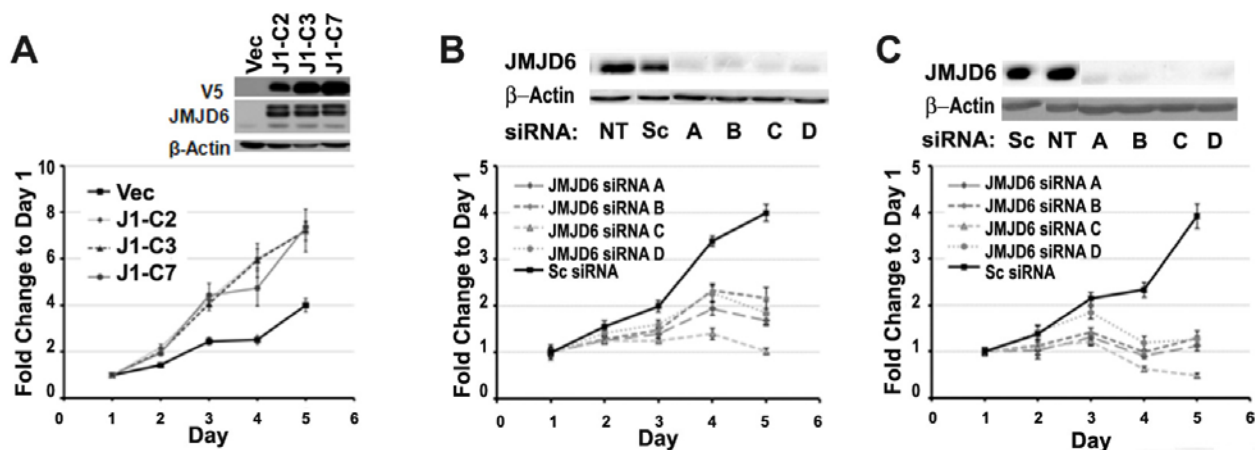 A
Vec
J1-C2
J1-C3
J1-C7
V5
JMJD6
β-Actin
Fold Change to Day 1
10
8
6
4
2
0
Vec
J1-C2
J1-C3
J1-C7
0 1 2 3 4 5 6
Day
B
JMJD6
β–Actin
siRNA: NT Sc A B C D
Fold Change to Day 1
5
4
3
2
1
0
JMJD6 siRNA A
JMJD6 siRNA B
JMJD6 siRNA C
JMJD6 siRNA D
Sc siRNA
0 1 2 3 4 5 6
Day
C
JMJD6
β–Actin
siRNA: Sc NT A B C D
Fold Change to Day 1
5
4
3
2
1
0
JMJD6 siRNA A
JMJD6 siRNA B
JMJD6 siRNA C
JMJD6 siRNA D
Sc siRNA
0 1 2 3 4 5 6
Day